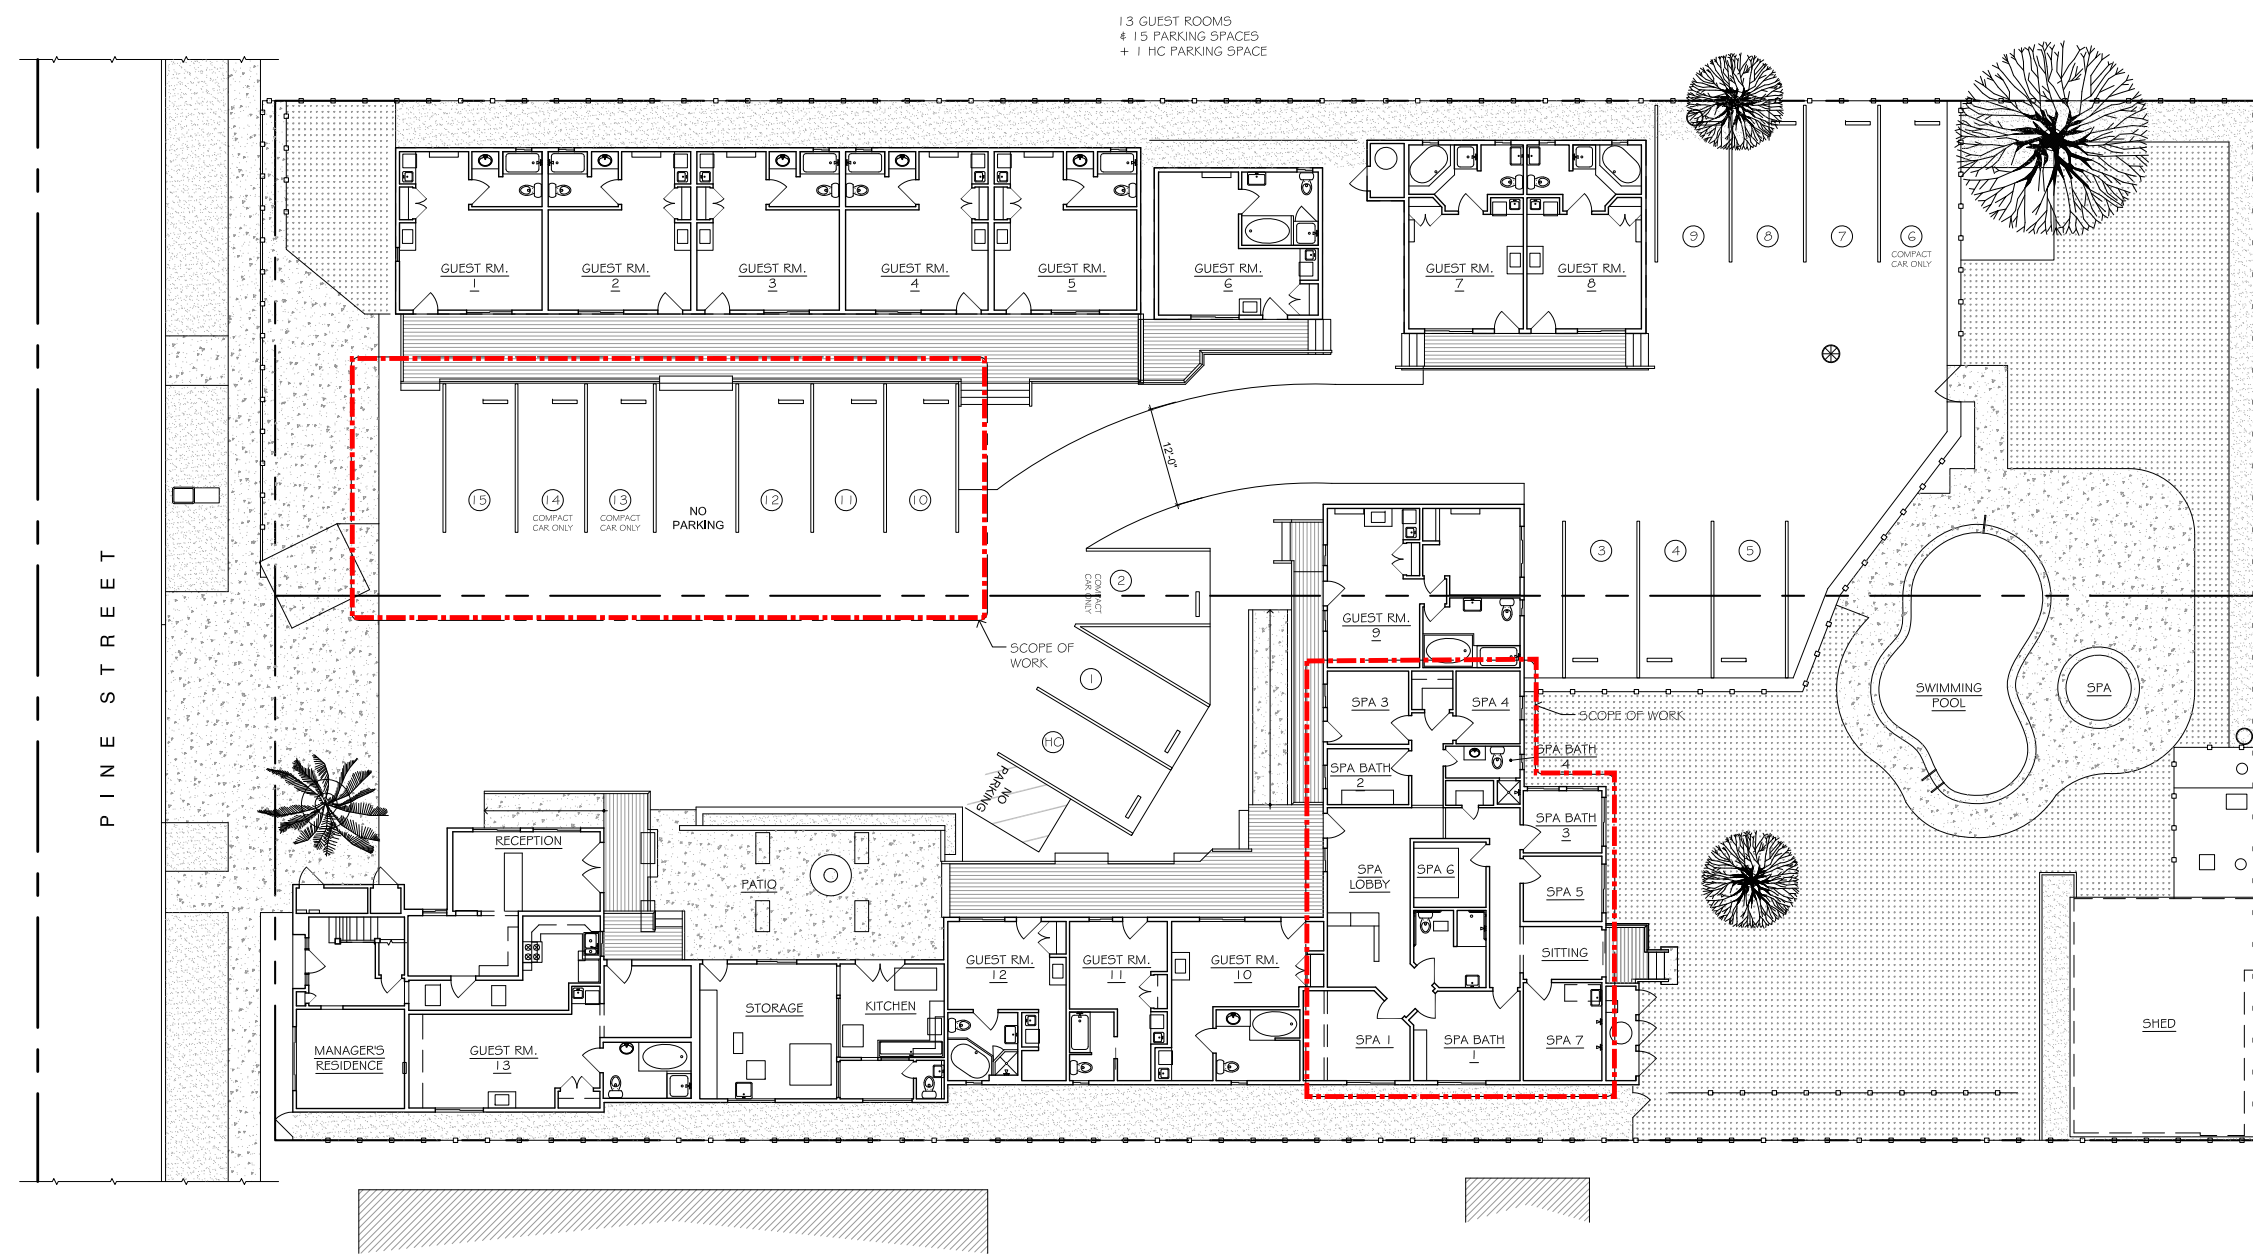 13 GUEST ROOMS
& 15 PARKING SPACES
+ 1 HC PARKING SPACE
GUEST RM.
1
GUEST RM.
2
GUEST RM.
3
GUEST RM.
4
GUEST RM.
5
GUEST RM.
6
GUEST RM.
7
GUEST RM.
8
9
8
7
6
COMPACT
CAR ONLY
15
14
COMPACT
CAR ONLY
13
COMPACT
CAR ONLY
NO
PARKING
12
11
10
12'-0"
PINE STREET
2
COMPACT
CAR ONLY
1
HC
NO
PARKING
SCOPE OF
WORK
GUEST RM.
9
3
4
5
SWIMMING
POOL
SPA
SPA 3
SPA 4
SCOPE OF WORK
SPA BATH
4
SPA BATH
2
SPA BATH
3
SPA
LOBBY
SPA 6
SPA 5
SITTING
SPA 1
SPA BATH
1
SPA 7
RECEPTION
PATIO
GUEST RM.
12
GUEST RM.
11
GUEST RM.
10
STORAGE
KITCHEN
MANAGER'S
RESIDENCE
GUEST RM.
13
SHED